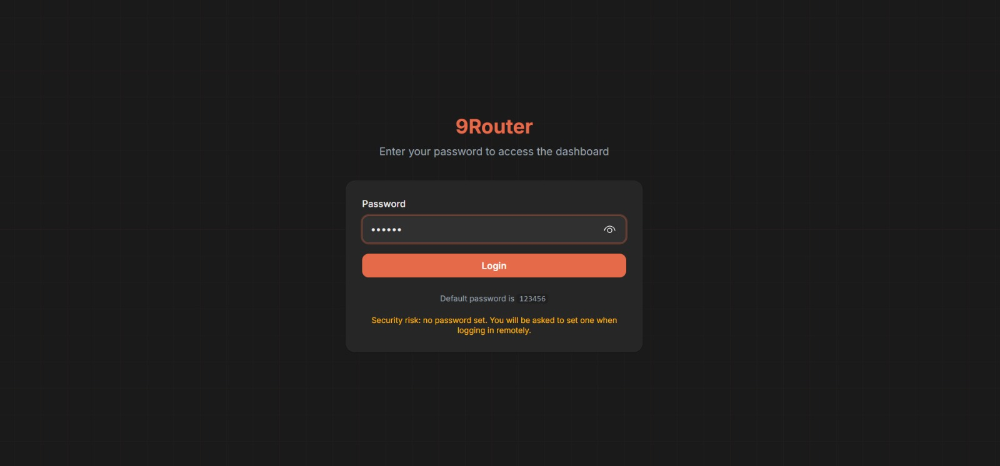 9Router
Enter your password to access the dashboard
Password
••••••
Login
Default password is 123456
Security risk: no password set. You will be asked to set one when
logging in remotely.